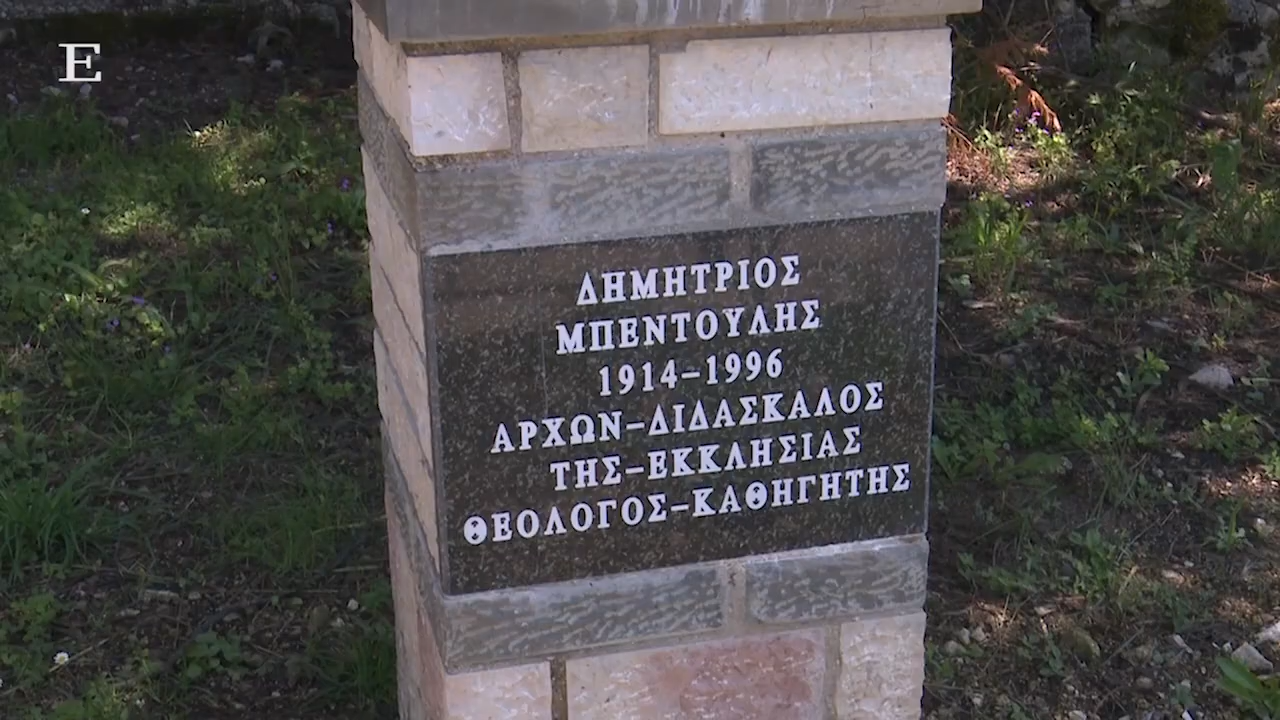 E
ΔΗΜΗΤΡΙΟΣ
ΜΠΕΝΤΟΥΛΗΣ
1914-1996
ΑΡΧΩΝ-ΔΙΔΑΣΚΑΛΟΣ
ΤΗΣ-ΕΚΚΛΗΣΙΑΣ
ΘΕΟΛΟΓΟΣ-ΚΑΘΗΓΗΤΗΣ